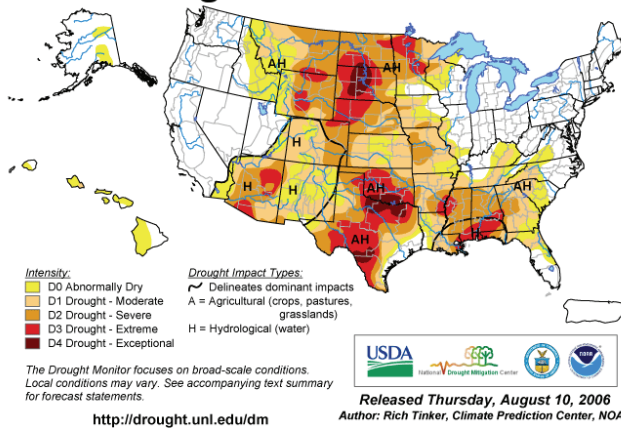 AH
AH
H
H
H
AH
AH
AH
H
Intensity:
D0 Abnormally Dry
D1 Drought - Moderate
D2 Drought - Severe
D3 Drought - Extreme
D4 Drought - Exceptional
Drought Impact Types:
Delineates dominant impacts
A = Agricultural (crops, pastures,
grasslands)
H = Hydrological (water)
The Drought Monitor focuses on broad-scale conditions.
Local conditions may vary. See accompanying text summary
for forecast statements.
http://drought.unl.edu/dm
USDA
National Drought Mitigation Center
Released Thursday, August 10, 2006
Author: Rich Tinker, Climate Prediction Center, NOA